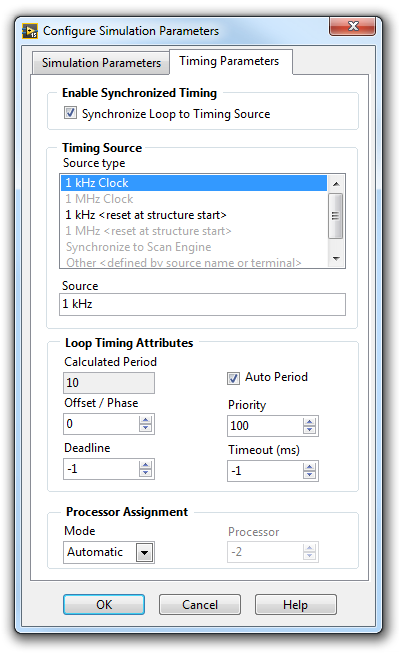 Configure Simulation Parameters
Simulation Parameters
Timing Parameters
Enable Synchronized Timing
Synchronize Loop to Timing Source
Timing Source
Source type
1 kHz Clock
1 MHz Clock
1 kHz <reset at structure start>
1 MHz <reset at structure start>
Synchronize to Scan Engine
Other <defined by source name or terminal>
Source
1 kHz
Loop Timing Attributes
Calculated Period
10
Auto Period
Offset / Phase
Priority
0
100
Deadline
Timeout (ms)
-1
-1
Processor Assignment
Mode
Processor
Automatic
-2
OK
Cancel
Help